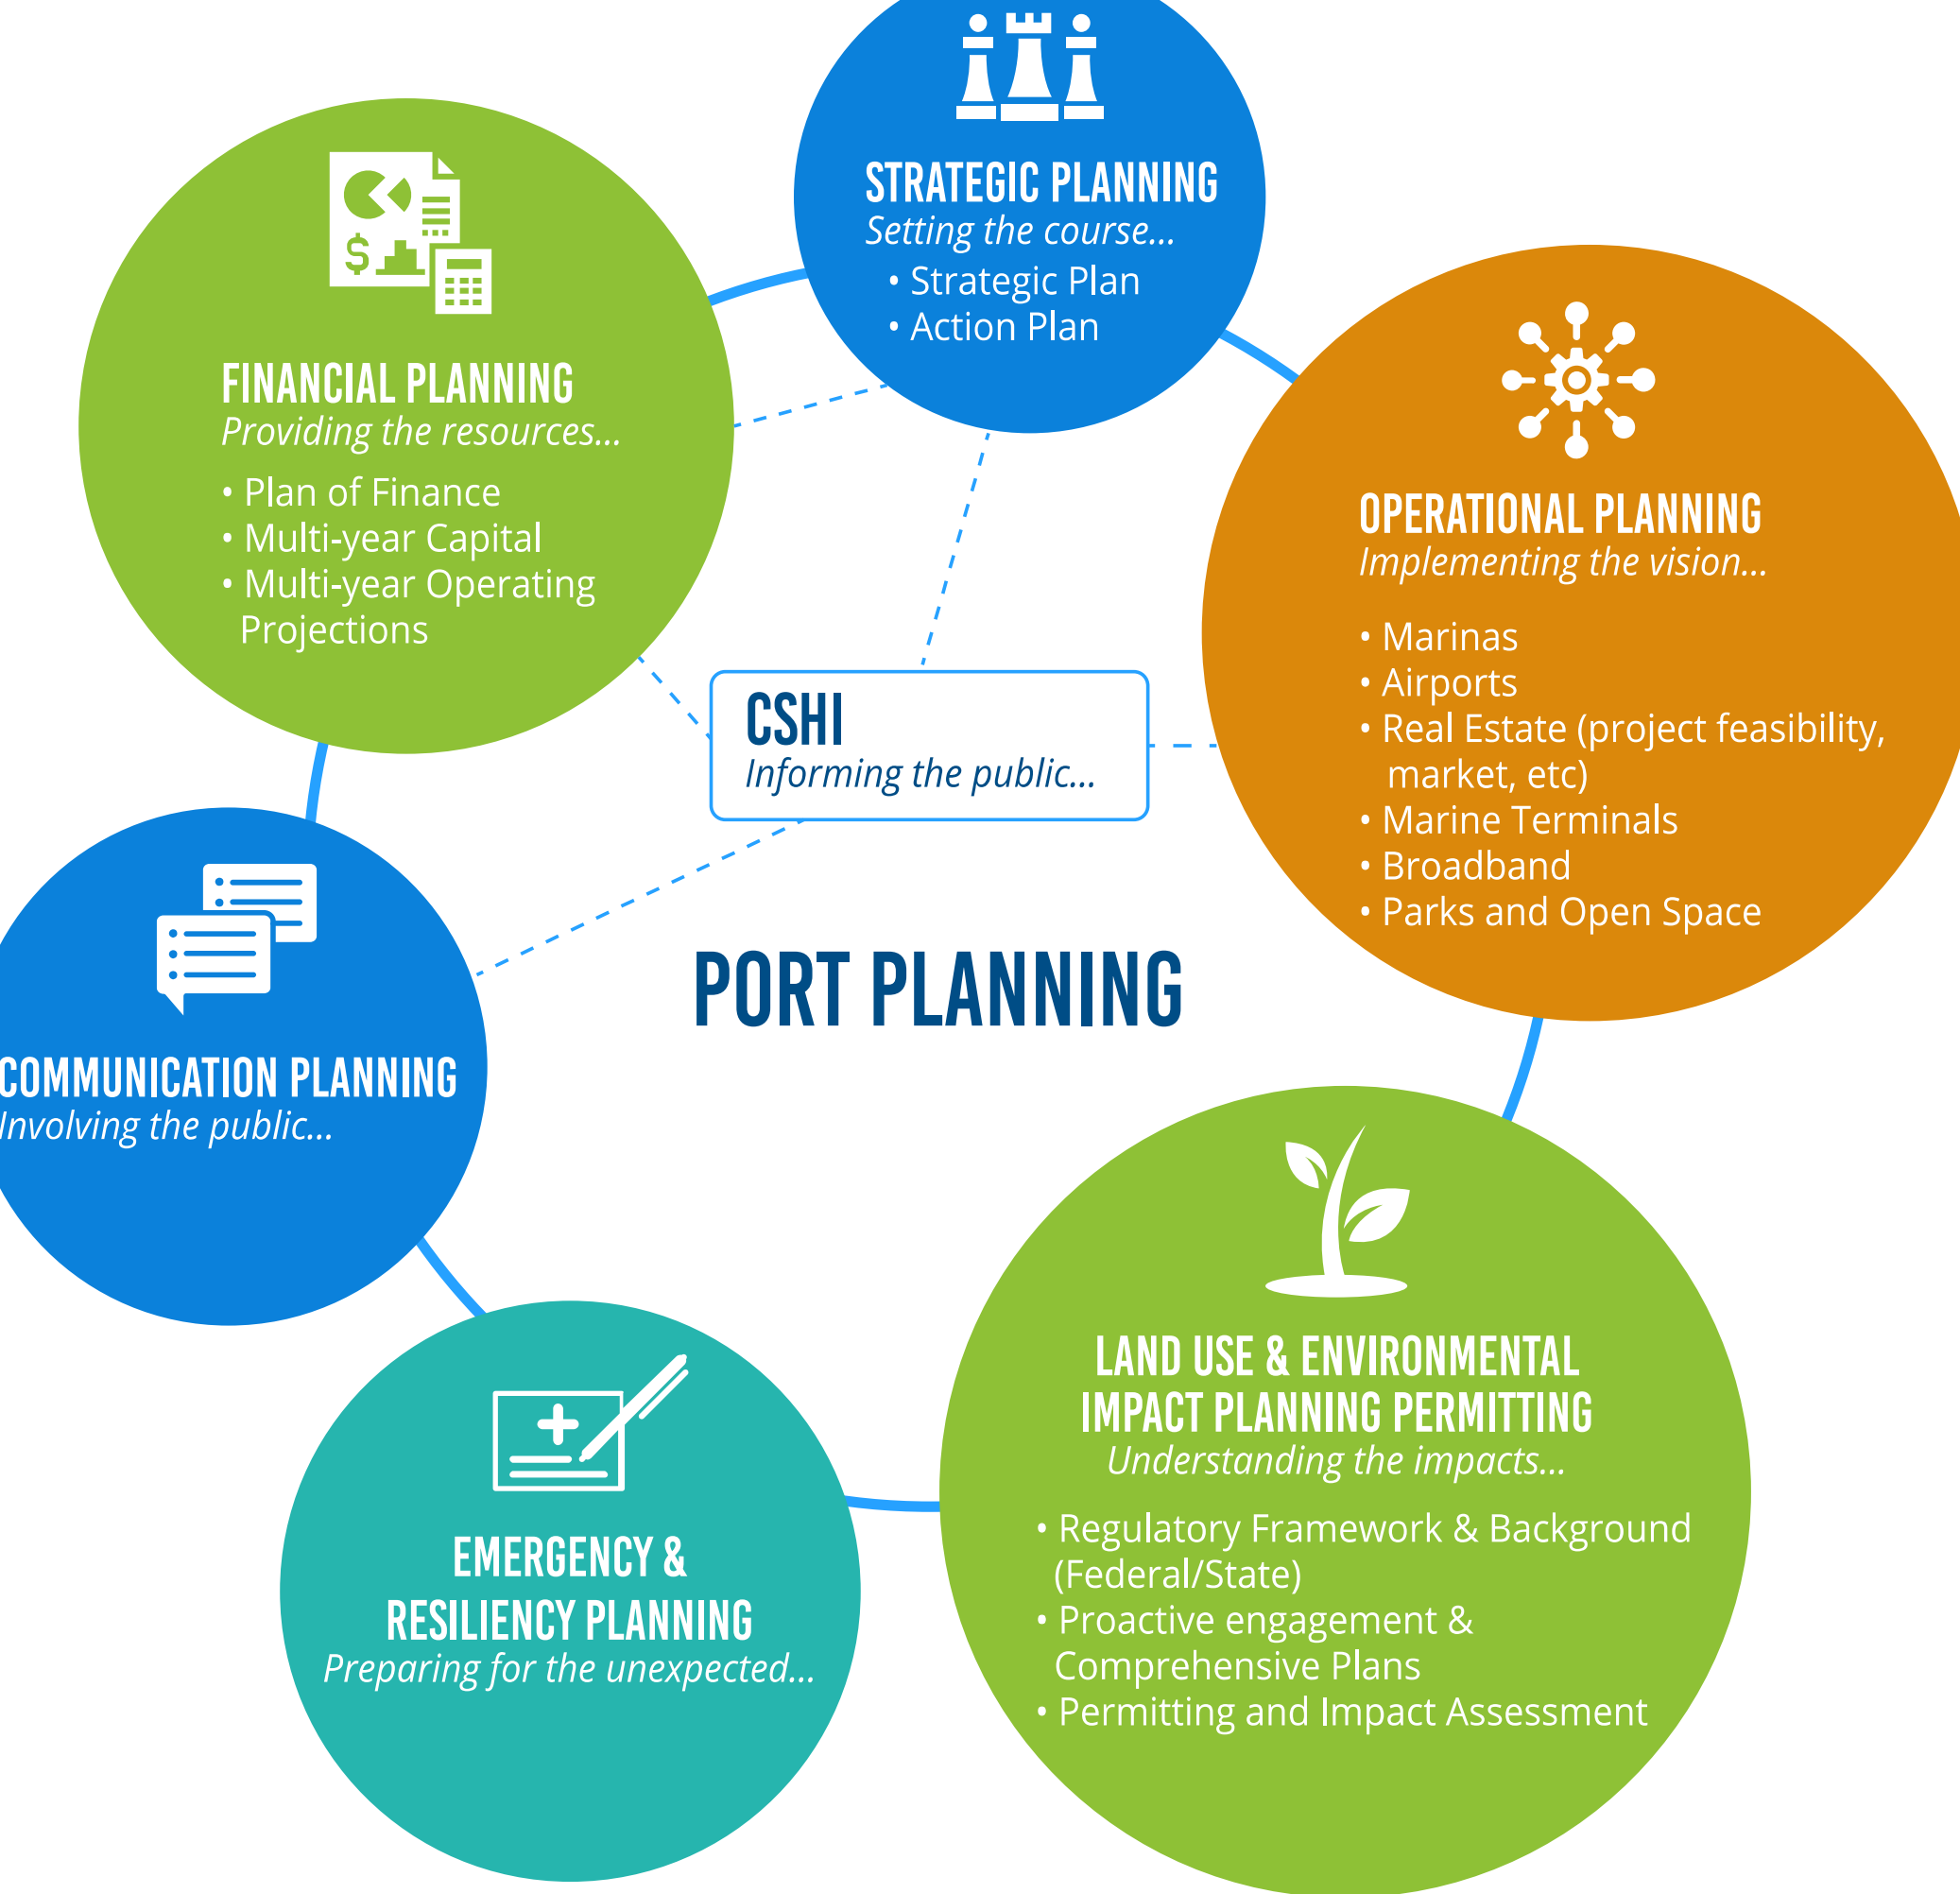 STRATEGIC PLANNING
Setting the course...
• Strategic Plan
• Action Plan
FINANCIAL PLANNING
Providing the resources...
• Plan of Finance
• Multi-year Capital
• Multi-year Operating
Projections
OPERATIONAL PLANNING
Implementing the vision...
• Marinas
• Airports
• Real Estate (project feasibility,
market, etc)
• Marine Terminals
• Broadband
• Parks and Open Space
CSHI
Informing the public...
PORT PLANNING
COMMUNICATION PLANNING
Involving the public...
LAND USE & ENVIRONMENTAL
IMPACT PLANNING PERMITTING
Understanding the impacts...
• Regulatory Framework & Background
(Federal/State)
• Proactive engagement &
Comprehensive Plans
• Permitting and Impact Assessment
EMERGENCY &
RESILIENCY PLANNING
Preparing for the unexpected...